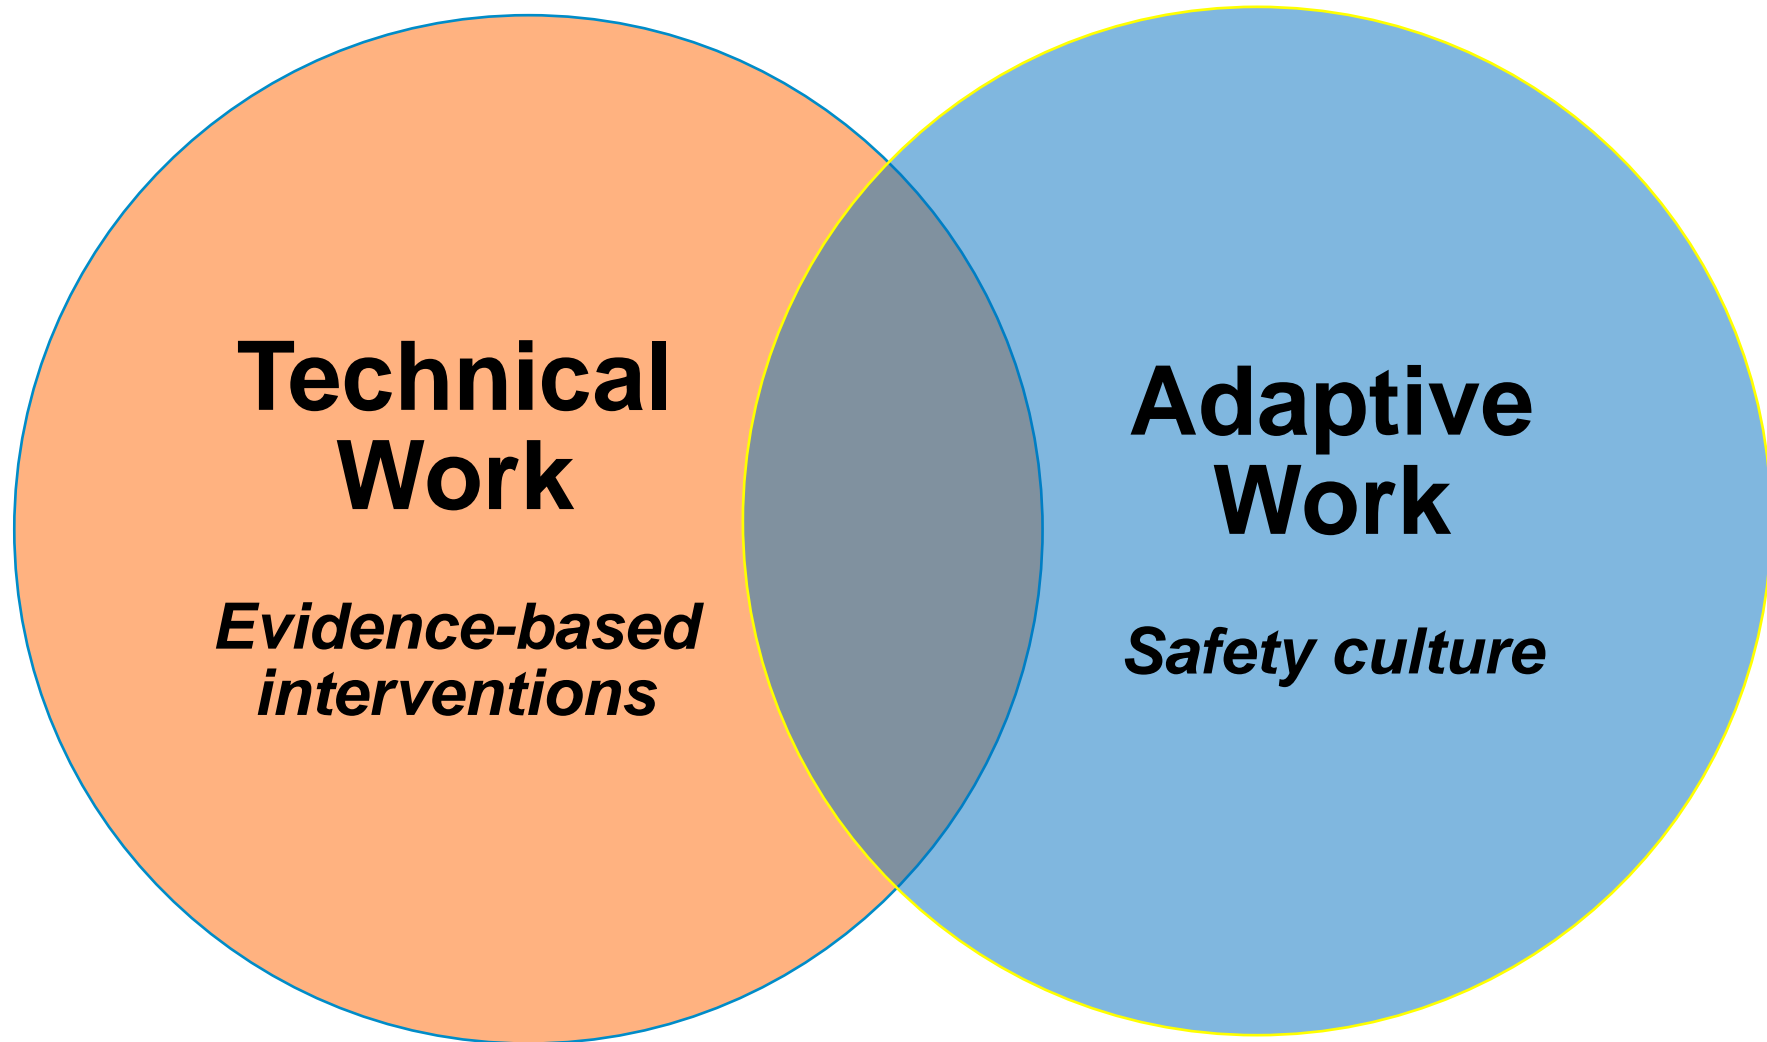 Technical
Work
Evidence-based
interventions
Adaptive
Work
Safety culture